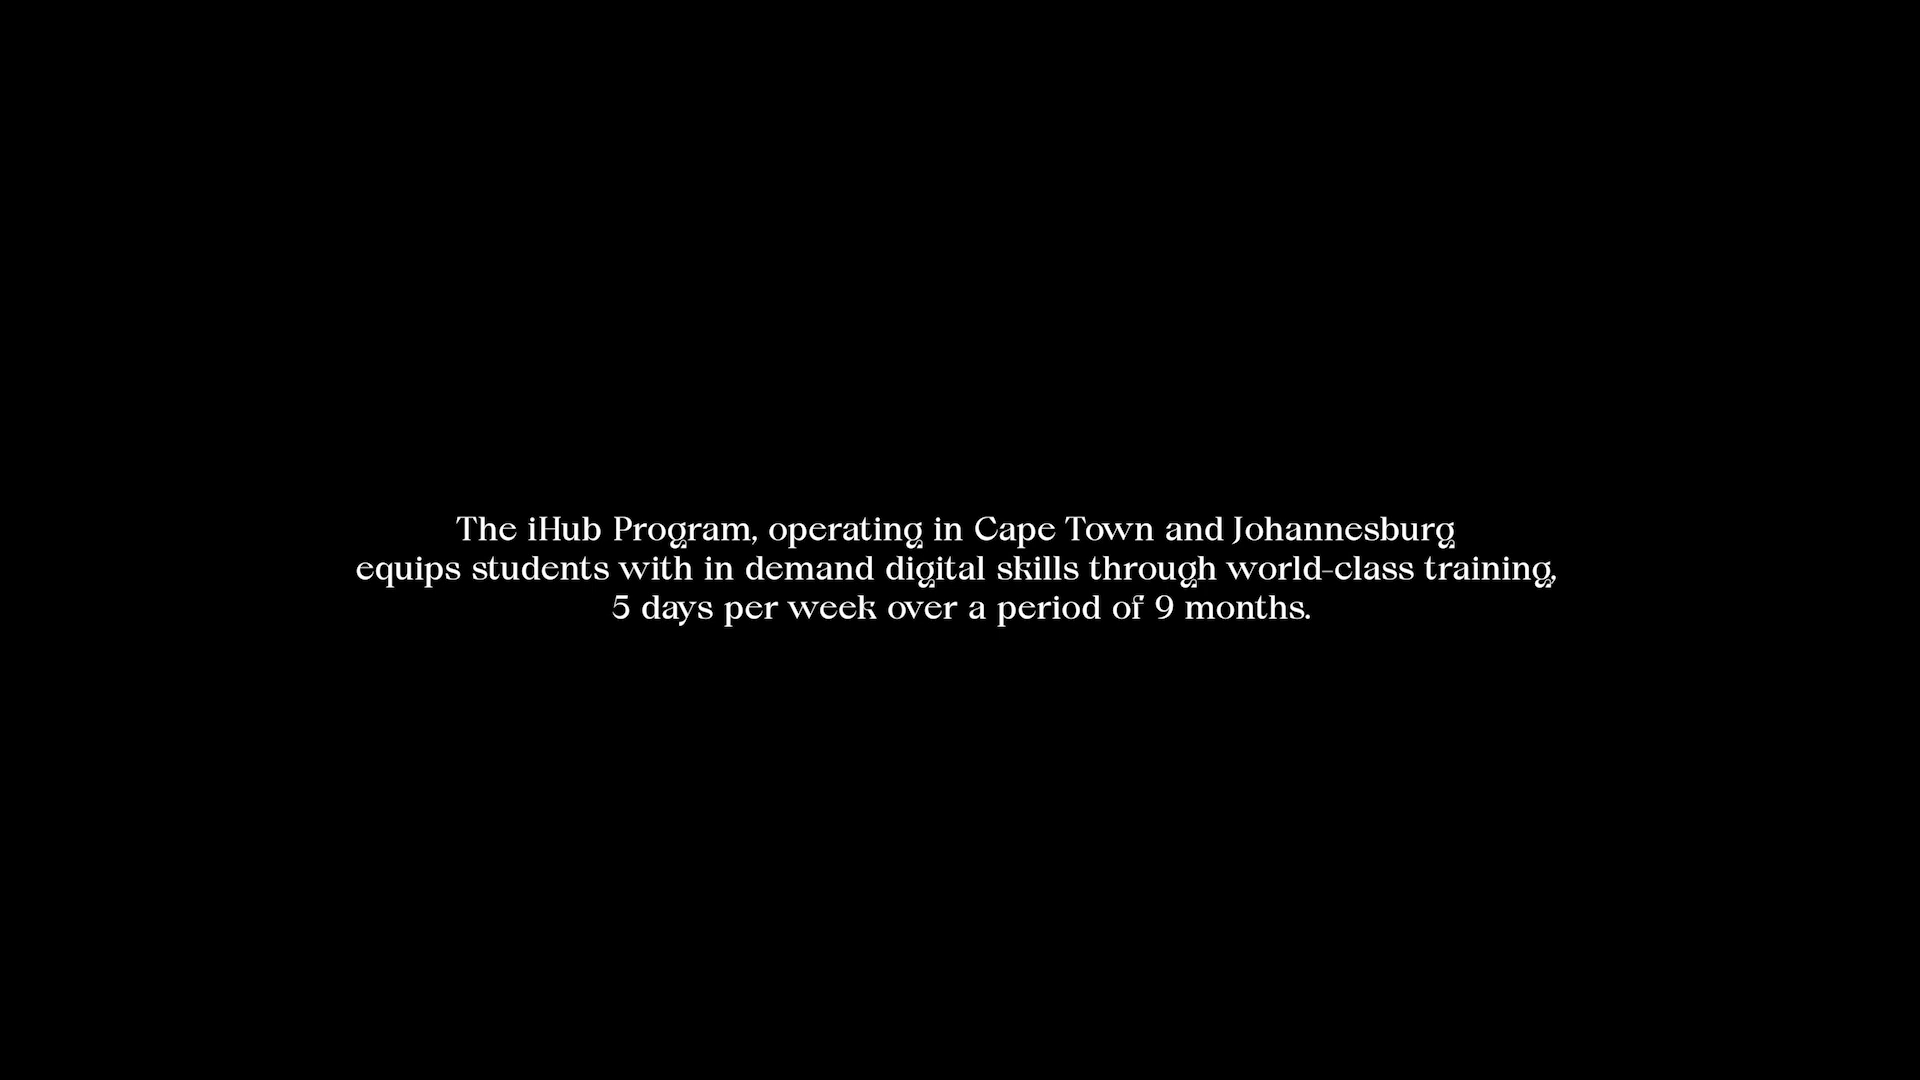 The iHub Program, operating in Cape Town and Johannesburg
equips students with in demand digital skills through world-class training,
5 days per week over a period of 9 months.